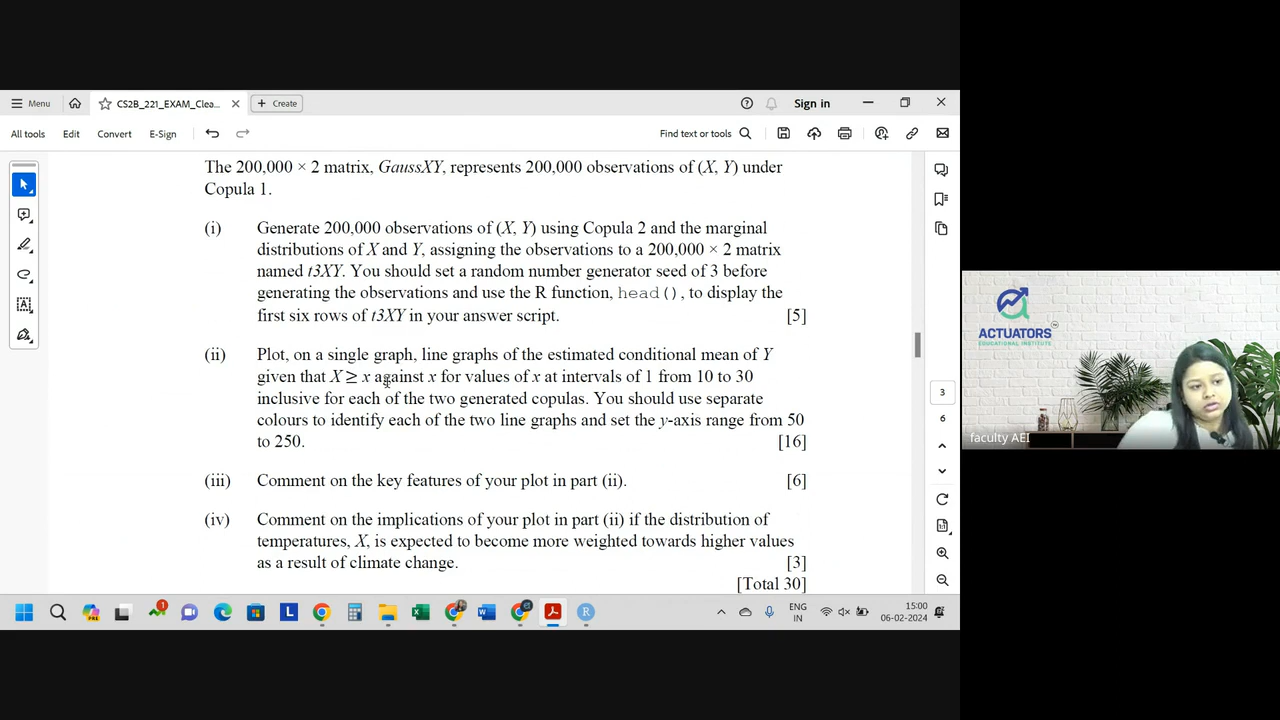 Menu
CS2B_221_EXAM_Clea...
Create
Sign in
All tools
Edit
Convert
E-Sign
Find text or tools
The 200,000 × 2 matrix, GaussXY, represents 200,000 observations of (X, Y) under
Copula 1.
(i) Generate 200,000 observations of (X, Y) using Copula 2 and the marginal
distributions of X and Y, assigning the observations to a 200,000 × 2 matrix
named t3XY. You should set a random number generator seed of 3 before
generating the observations and use the R function, head(), to display the
first six rows of t3XY in your answer script. [5]
(ii) Plot, on a single graph, line graphs of the estimated conditional mean of Y
given that X ≥ x against x for values of x at intervals of 1 from 10 to 30
inclusive for each of the two generated copulas. You should use separate
colours to identify each of the two line graphs and set the y-axis range from 50
to 250. [16]
(iii) Comment on the key features of your plot in part (ii). [6]
(iv) Comment on the implications of your plot in part (ii) if the distribution of
temperatures, X, is expected to become more weighted towards higher values
as a result of climate change. [3]
[Total 30]
3
6
ACTUATORS
EDUCATIONAL INSTITUTE
faculty AEI
ENG
IN
15:00
06-02-2024